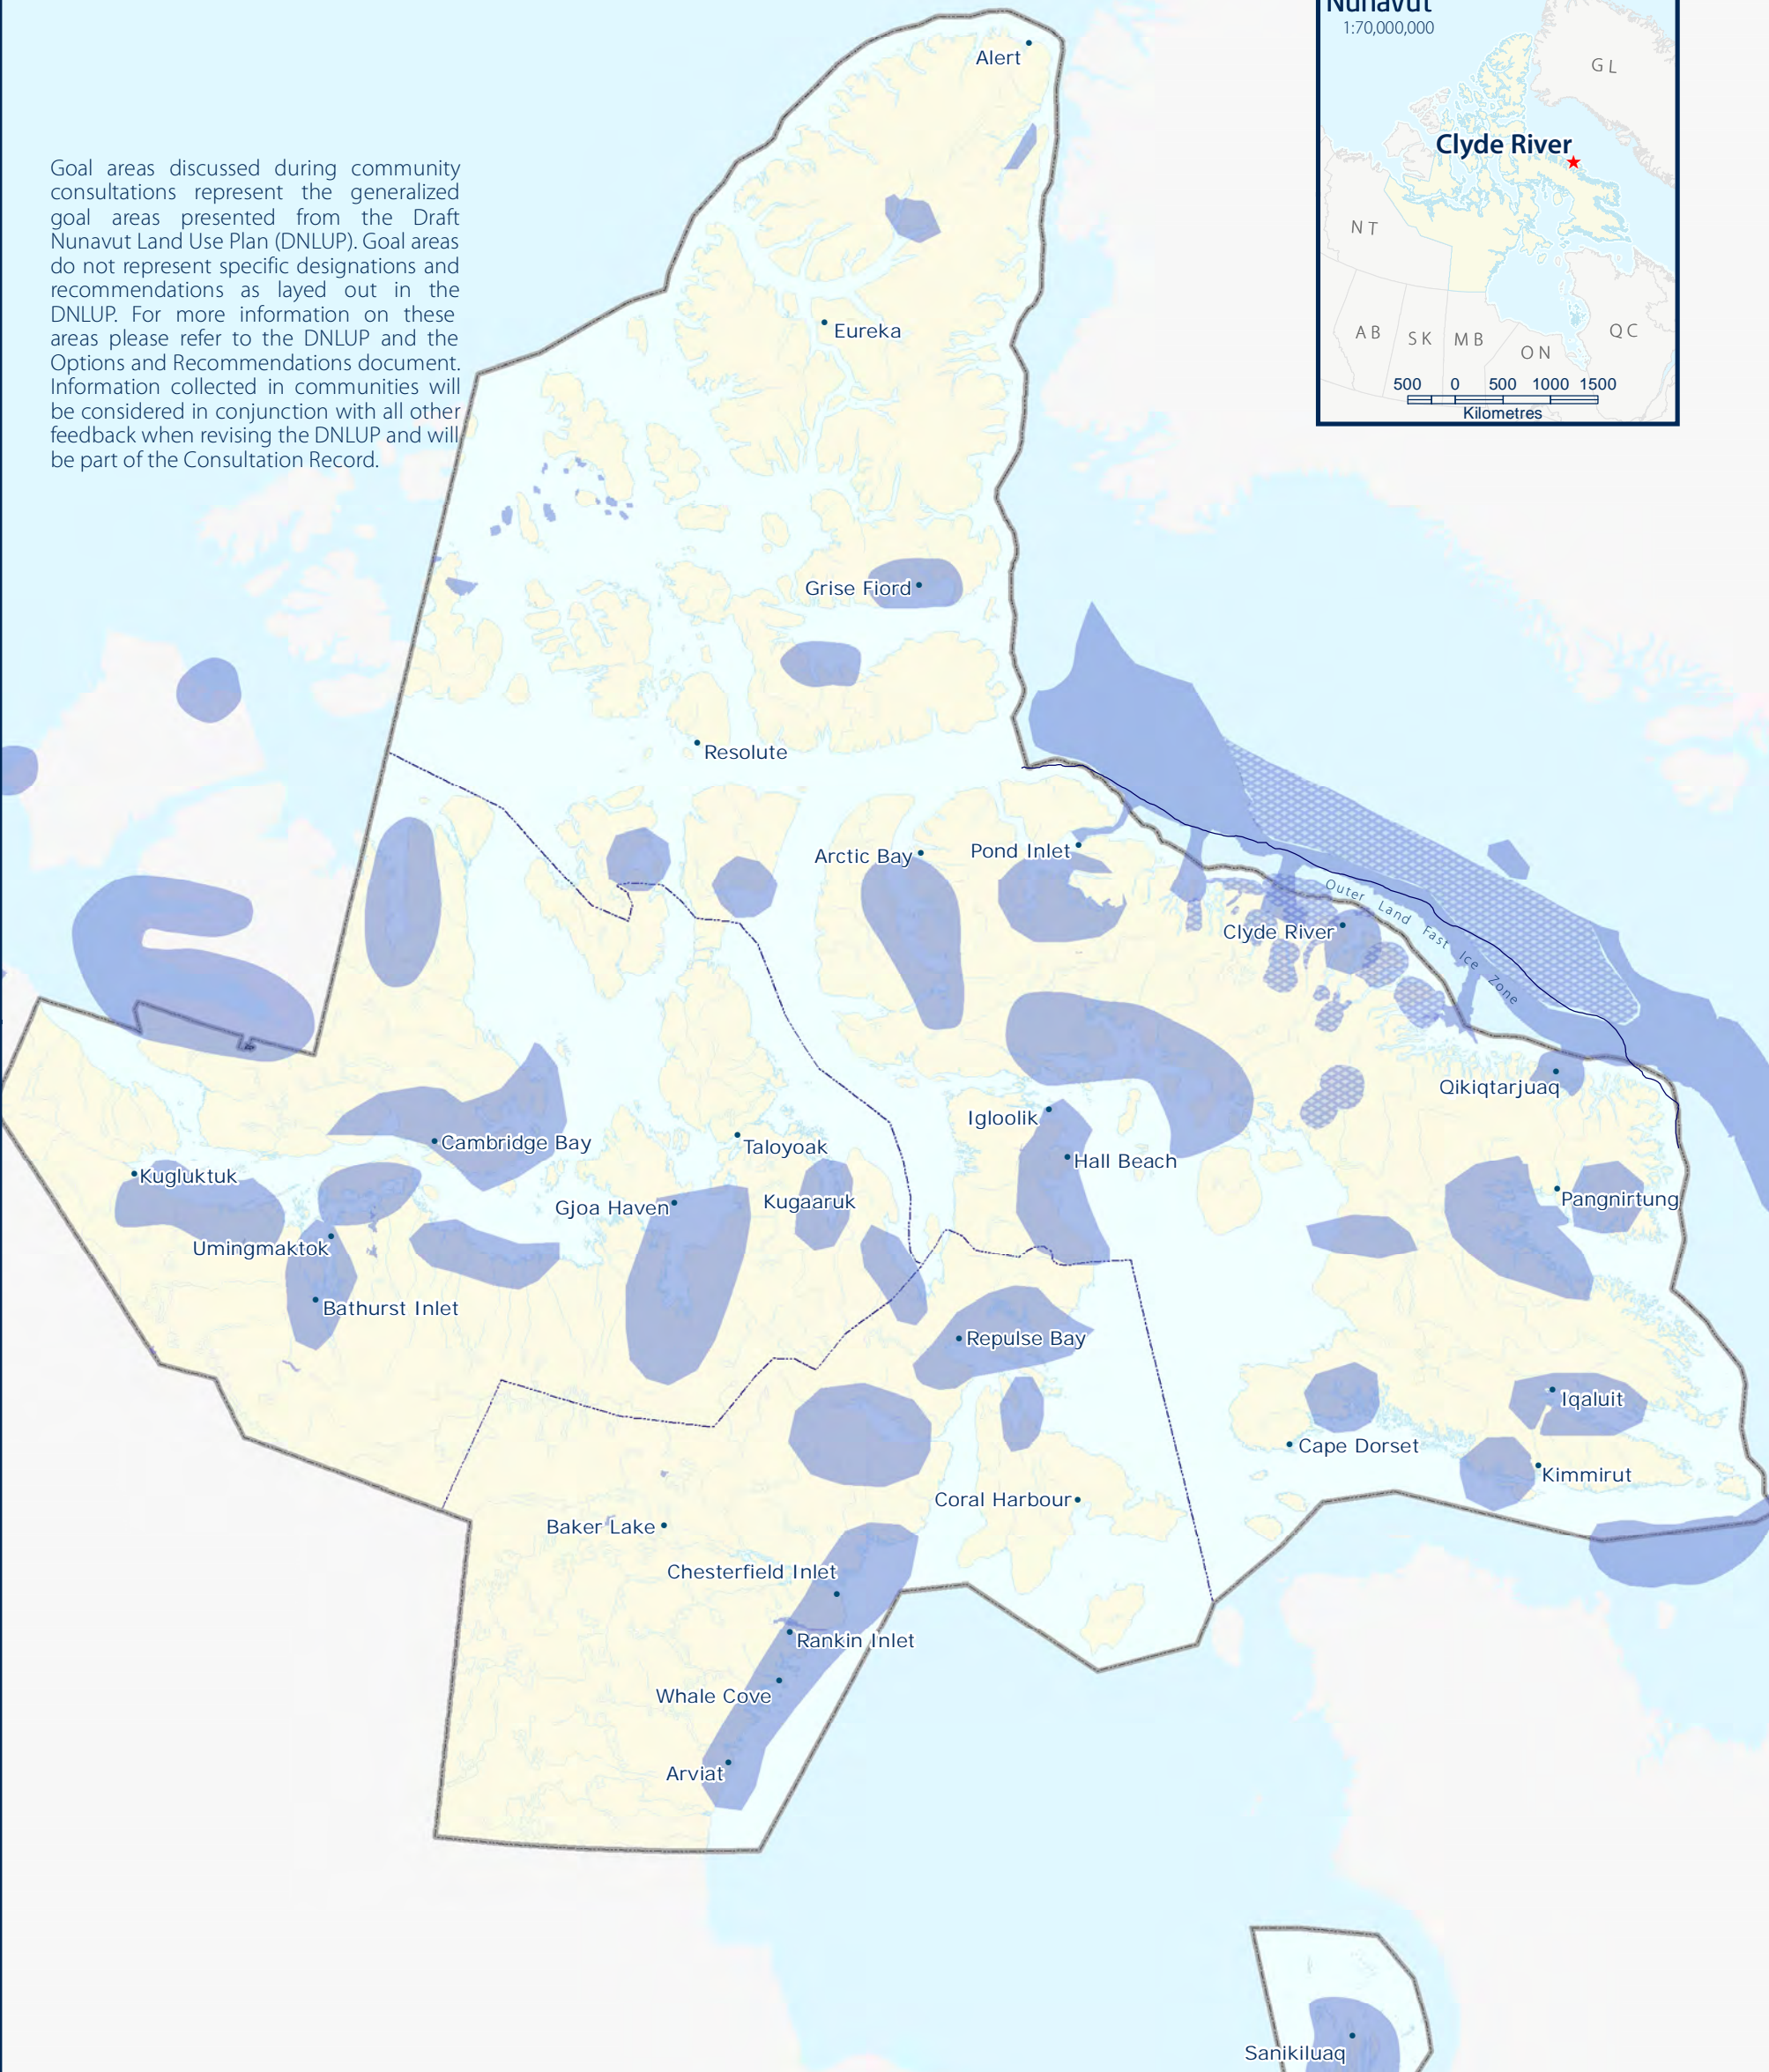 Nunavut
1:70,000,000
GL
Clyde River
NT
AB
SK
MB
ON
QC
500 0 500 1000 1500
Kilometres
Goal areas discussed during community
consultations represent the generalized
goal areas presented from the Draft
Nunavut Land Use Plan (DNLUP). Goal areas
do not represent specific designations and
recommendations as layed out in the
DNLUP. For more information on these
areas please refer to the DNLUP and the
Options and Recommendations document.
Information collected in communities will
be considered in conjunction with all other
feedback when revising the DNLUP and will
be part of the Consultation Record.
Alert
Eureka
Grise Fiord
Resolute
Arctic Bay
Pond Inlet
Outer Land Fast Ice Zone
Clyde River
Qikiqtarjuaq
Igloolik
Cambridge Bay
Taloyoak
Hall Beach
Kugluktuk
Kugaaruk
Pangnirtung
Gjoa Haven
Umingmaktok
Bathurst Inlet
Repulse Bay
Iqaluit
Cape Dorset
Kimmirut
Coral Harbour
Baker Lake
Chesterfield Inlet
Rankin Inlet
Whale Cove
Arviat
Sanikiluaq